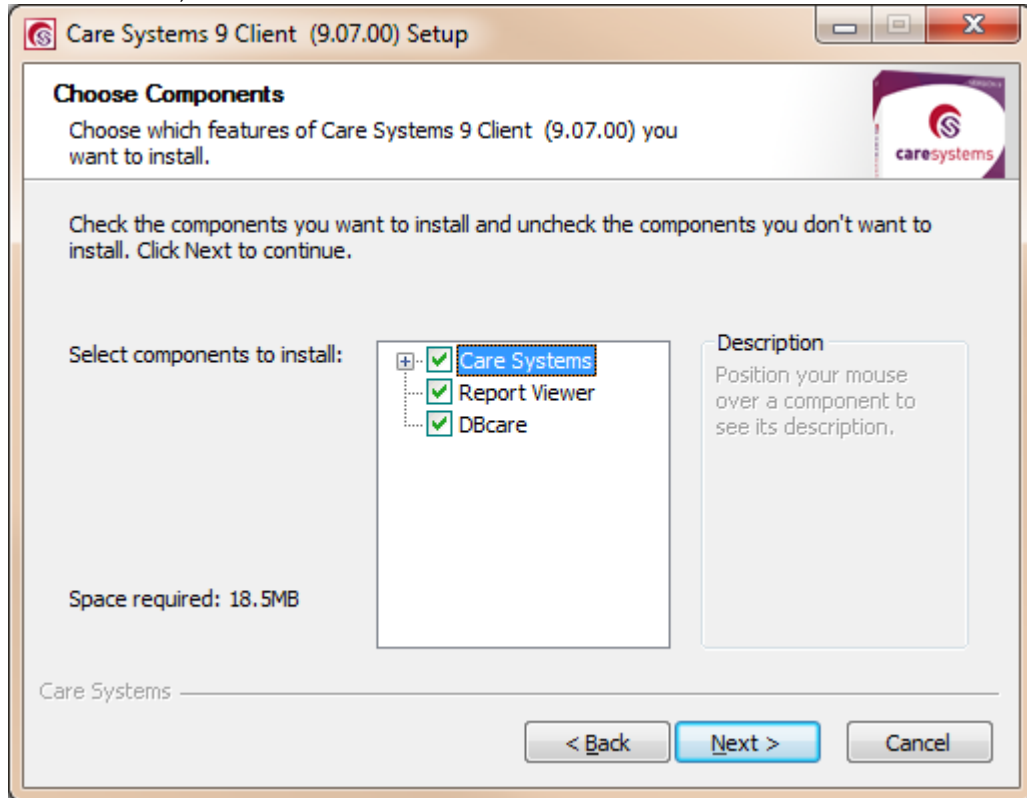 Care Systems 9 Client (9.07.00) Setup
Choose Components
Choose which features of Care Systems 9 Client (9.07.00) you
want to install.
caresystems
Check the components you want to install and uncheck the components you don't want to
install. Click Next to continue.
Select components to install:
Care Systems
Report Viewer
DBcare
Description
Position your mouse
over a component to
see its description.
Space required: 18.5MB
Care Systems
< Back
Next >
Cancel